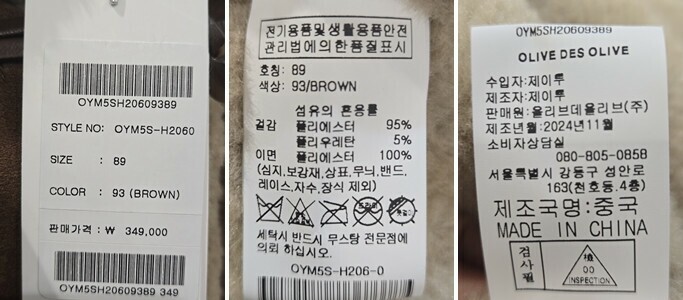 OYM5SH20609389
STYLE NO: OYM5S-H2060
SIZE : 89
COLOR : 93 (BROWN)
판매가격 : ₩ 349,000
OYM5SH20609389 349
전기용품및생활용품안전
관리법에의한품질표시
호칭: 89
색상: 93/BROWN
섬유의 혼용률
겉감 폴리에스터 95%
폴리우레탄 5%
이면 폴리에스터 100%
(심지,보강재,상표,무늬,밴드,
레이스,자수,장식 제외)
드라이
세탁시 반드시 무스탕 전문점에
의뢰 하십시오.
OYM5S-H206-0
OYM5SH20609389
OLIVE DES OLIVE
수입자:제이투
제조자:제이투
판매원:올리브데올리브(주)
제조년월:2024년11월
소비자상담실
080-805-0858
서울특별시 강동구 성안로
163(천호동.4층)
제조국명:중국
MADE IN CHINA
검사필
00
INSPECTION